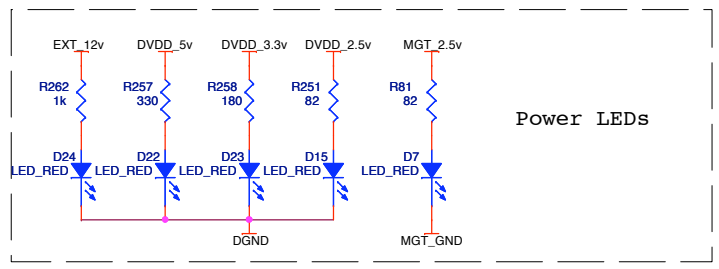 EXT_12v DVDD_5v DVDD_3.3v DVDD_2.5v MGT_2.5v
R262 R257 R258 R251 R81
1k 330 180 82 82
Power LEDs
D24 D22 D23 D15 D7
LED_RED LED_RED LED_RED LED_RED LED_RED
DGND MGT_GND